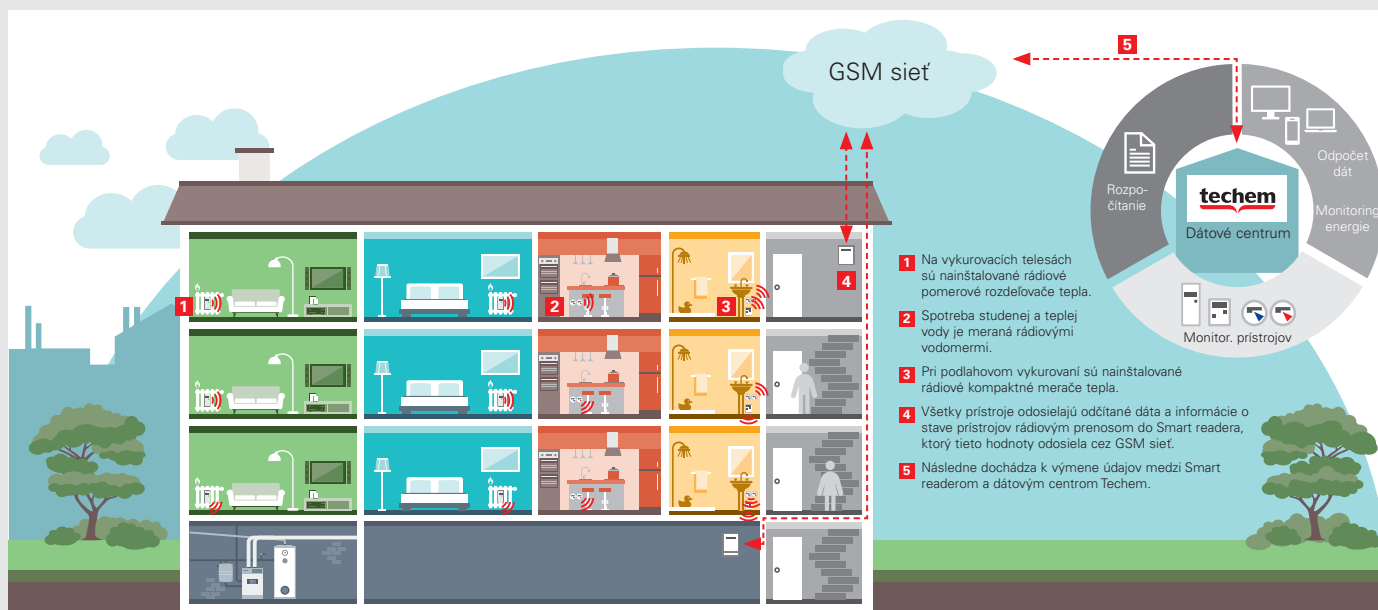 GSM sieť
5
Rozpo-
čítanie
Odpočet
dát
Monitoring
energie
techem
Dátové centrum
Monitor. prístrojov
1
2
3
4
1 Na vykurovacích telesách
sú nainštalované rádiové
pomerové rozdeľovače tepla.
2 Spotreba studenej a teplej
vody je meraná rádiovými
vodomermi.
3 Pri podlahovom vykurovaní sú nainštalované
rádiové kompaktné merače tepla.
4 Všetky prístroje odosielajú odčítané dáta a informácie o
stave prístrojov rádiovým prenosom do Smart readera,
ktorý tieto hodnoty odosiela cez GSM sieť.
5 Následne dochádza k výmene údajov medzi Smart
readerom a dátovým centrom Techem.